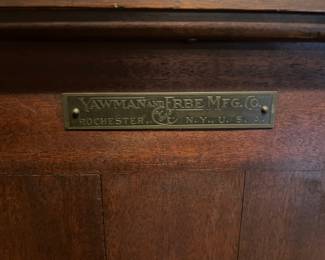 YAWMAN AND ERBE MFG. CO.
ROCHESTER, N.Y., U.S.A.